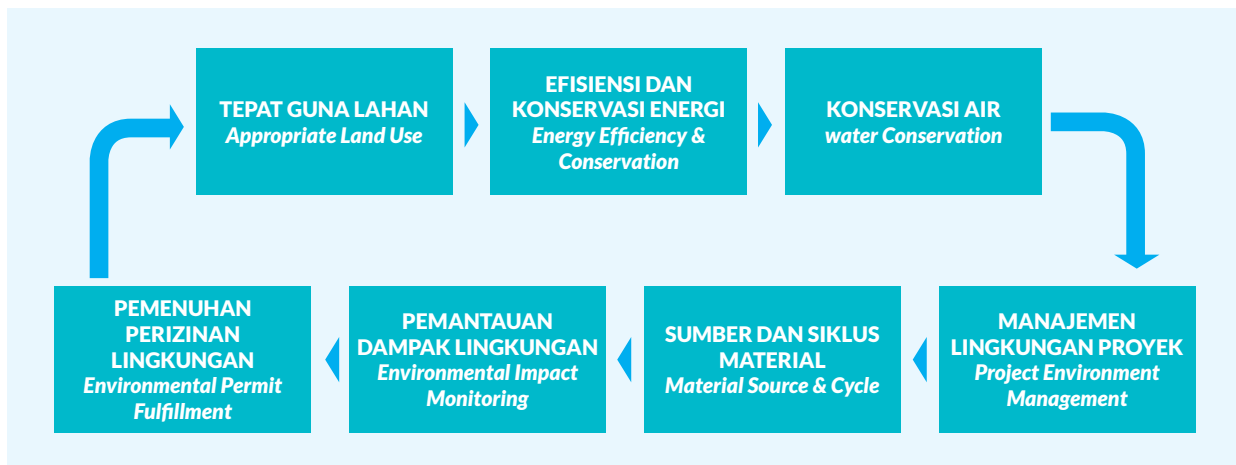 TEPAT GUNA LAHAN
Appropriate Land Use
EFISIENSI DAN
KONSERVASI ENERGI
Energy Efficiency &
Conservation
KONSERVASI AIR
water Conservation
MANAJEMEN
LINGKUNGAN PROYEK
Project Environment
Management
SUMBER DAN SIKLUS
MATERIAL
Material Source & Cycle
PEMANTAUAN
DAMPAK LINGKUNGAN
Environmental Impact
Monitoring
PEMENUHAN
PERIZINAN
LINGKUNGAN
Environmental Permit
Fulfillment